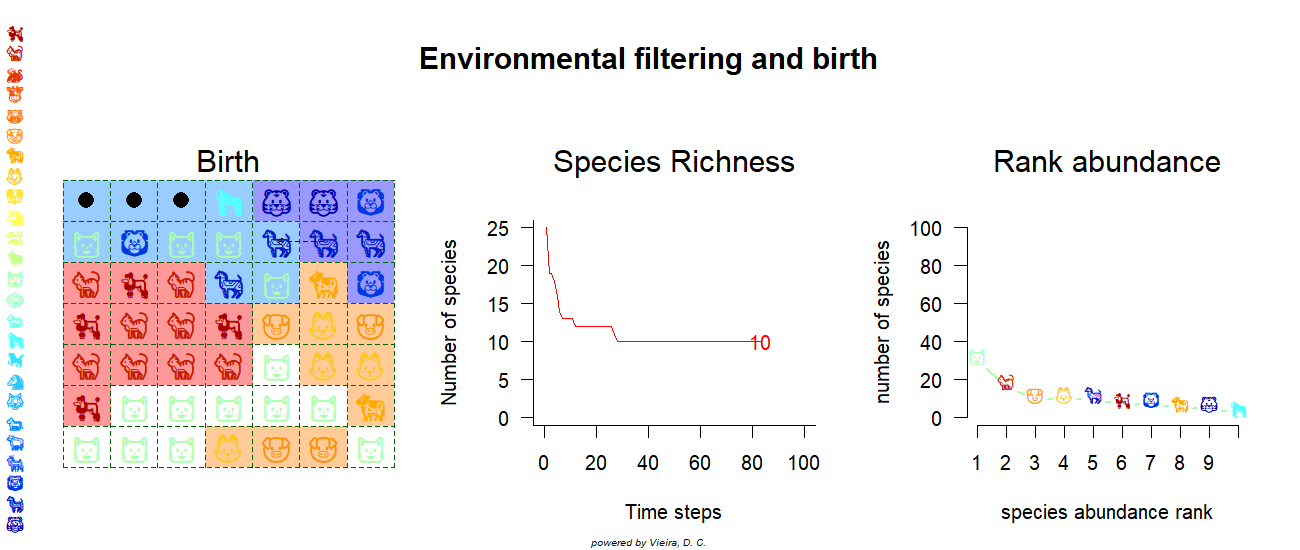 Environmental filtering and birth
Birth
Species Richness
Number of species
25
20
15
10
5
0
10
0 20 40 60 80 100
Time steps
Rank abundance
number of species
100
80
60
40
20
0
1 2 3 4 5 6 7 8 9
species abundance rank
powered by Vieira, D. C.